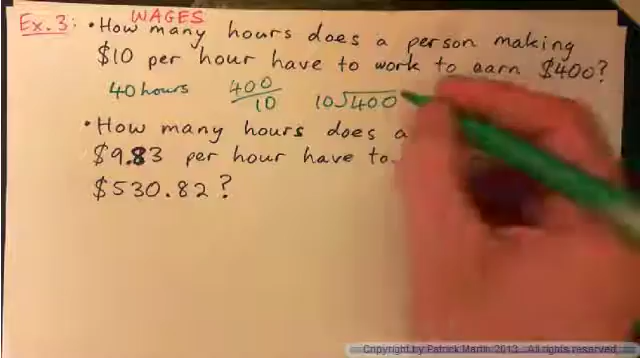 WAGES
Ex. 3: • How many hours does a person making
$10 per hour have to work to earn $400?
40 hours 400/10 10)400
• How many hours does a
$9.83 per hour have to
$530.82?
Copyright by Patrick Martin 2013. All rights reserved